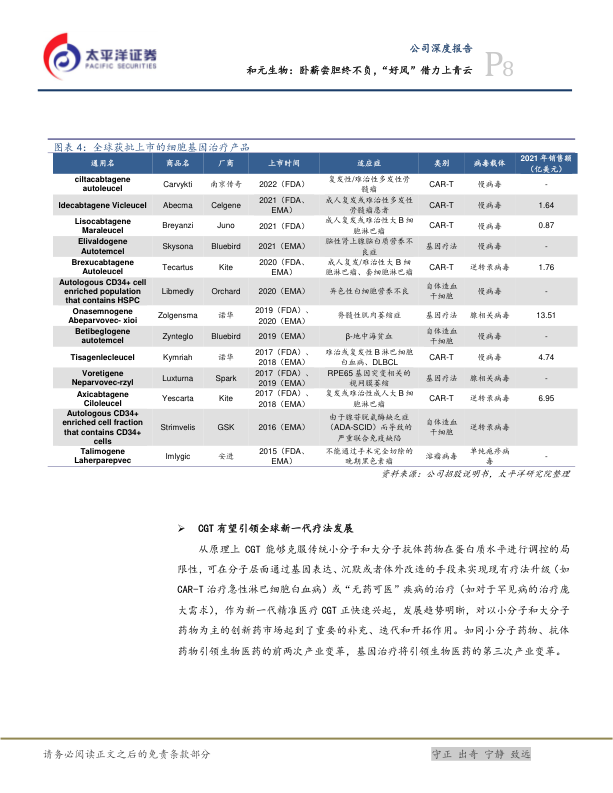 太平洋证券
PACIFIC SECURITIES
公司深度报告
和元生物：卧薪尝胆终不负，“好风”借力上青云
P8
图表 4：全球获批上市的细胞基因治疗产品
通用名 商品名 厂商 上市时间 适应症 类别 病毒载体 2021 年销售额（亿美元）
ciltacabtagene autoleucel Carvykti 南京传奇 2022（FDA） 复发性/难治性多发性骨髓瘤 CAR-T 慢病毒 -
Idecabtagene Vicleucel Abecma Celgene 2021（FDA、EMA） 成人复发或难治性多发性骨髓瘤患者 CAR-T 慢病毒 1.64
Lisocabtagene Maraleucel Breyanzi Juno 2021（FDA） 成人复发或难治性大 B 细胞淋巴瘤 CAR-T 慢病毒 0.87
Elivaldogene Autotemcel Skysona Bluebird 2021（EMA） 脑性肾上腺脑白质营养不良症 基因疗法 慢病毒 -
Brexucabtagene Autoleucel Tecartus Kite 2020（FDA、EMA） 成人复发/难治性大 B 细胞淋巴瘤、套细胞淋巴瘤 CAR-T 逆转录病毒 1.76
Autologous CD34+ cell enriched population that contains HSPC Libmedly Orchard 2020（EMA） 异色性白细胞营养不良 自体造血干细胞 慢病毒 -
Onasemnogene Abeparvovec- xioi Zolgensma 诺华 2019（FDA）、2020（EMA） 脊髓性肌肉萎缩症 基因疗法 腺相关病毒 13.51
Betibeglogene autotemcel Zynteglo Bluebird 2019（EMA） β-地中海贫血 自体造血干细胞 慢病毒 -
Tisagenlecleucel Kymriah 诺华 2017（FDA）、2018（EMA） 难治或复发性 B 淋巴细胞白血病、DLBCL CAR-T 慢病毒 4.74
Voretigene Neparvovec-rzyl Luxturna Spark 2017（FDA）、2019（EMA） RPE65 基因突变相关的视网膜萎缩 基因疗法 腺相关病毒 -
Axicabtagene Ciloleucel Yescarta Kite 2017（FDA）、2018（EMA） 复发或难治性成人大 B 细胞淋巴瘤 CAR-T 逆转录病毒 6.95
Autologous CD34+ enriched cell fraction that contains CD34+ cells Strimvelis GSK 2016（EMA） 由于腺苷脱氨酶缺乏症（ADA-SCID）而导致的严重联合免疫缺陷 自体造血干细胞 逆转录病毒 -
Talimogene Laherparepvec Imlygic 安进 2015（FDA、EMA） 不能通过手术完全切除的晚期黑色素瘤 溶瘤病毒 单纯疱疹病毒 -
资料来源：公司招股说明书，太平洋研究院整理
➢ CGT 有望引领全球新一代疗法发展
从原理上 CGT 能够克服传统小分子和大分子抗体药物在蛋白质水平进行调控的局
限性，可在分子层面通过基因表达、沉默或者体外改造的手段来实现现有疗法升级（如
CAR-T 治疗急性淋巴细胞白血病）或“无药可医”疾病的治疗（如对于罕见病的治疗庞
大需求），作为新一代精准医疗 CGT 正快速兴起，发展趋势明晰，对以小分子和大分子
药物为主的创新药市场起到了重要的补充、迭代和开拓作用。如同小分子药物、抗体
药物引领生物医药的前两次产业变革，基因治疗将引领生物医药的第三次产业变革。
请务必阅读正文之后的免责条款部分
守正 出奇 宁静 致远